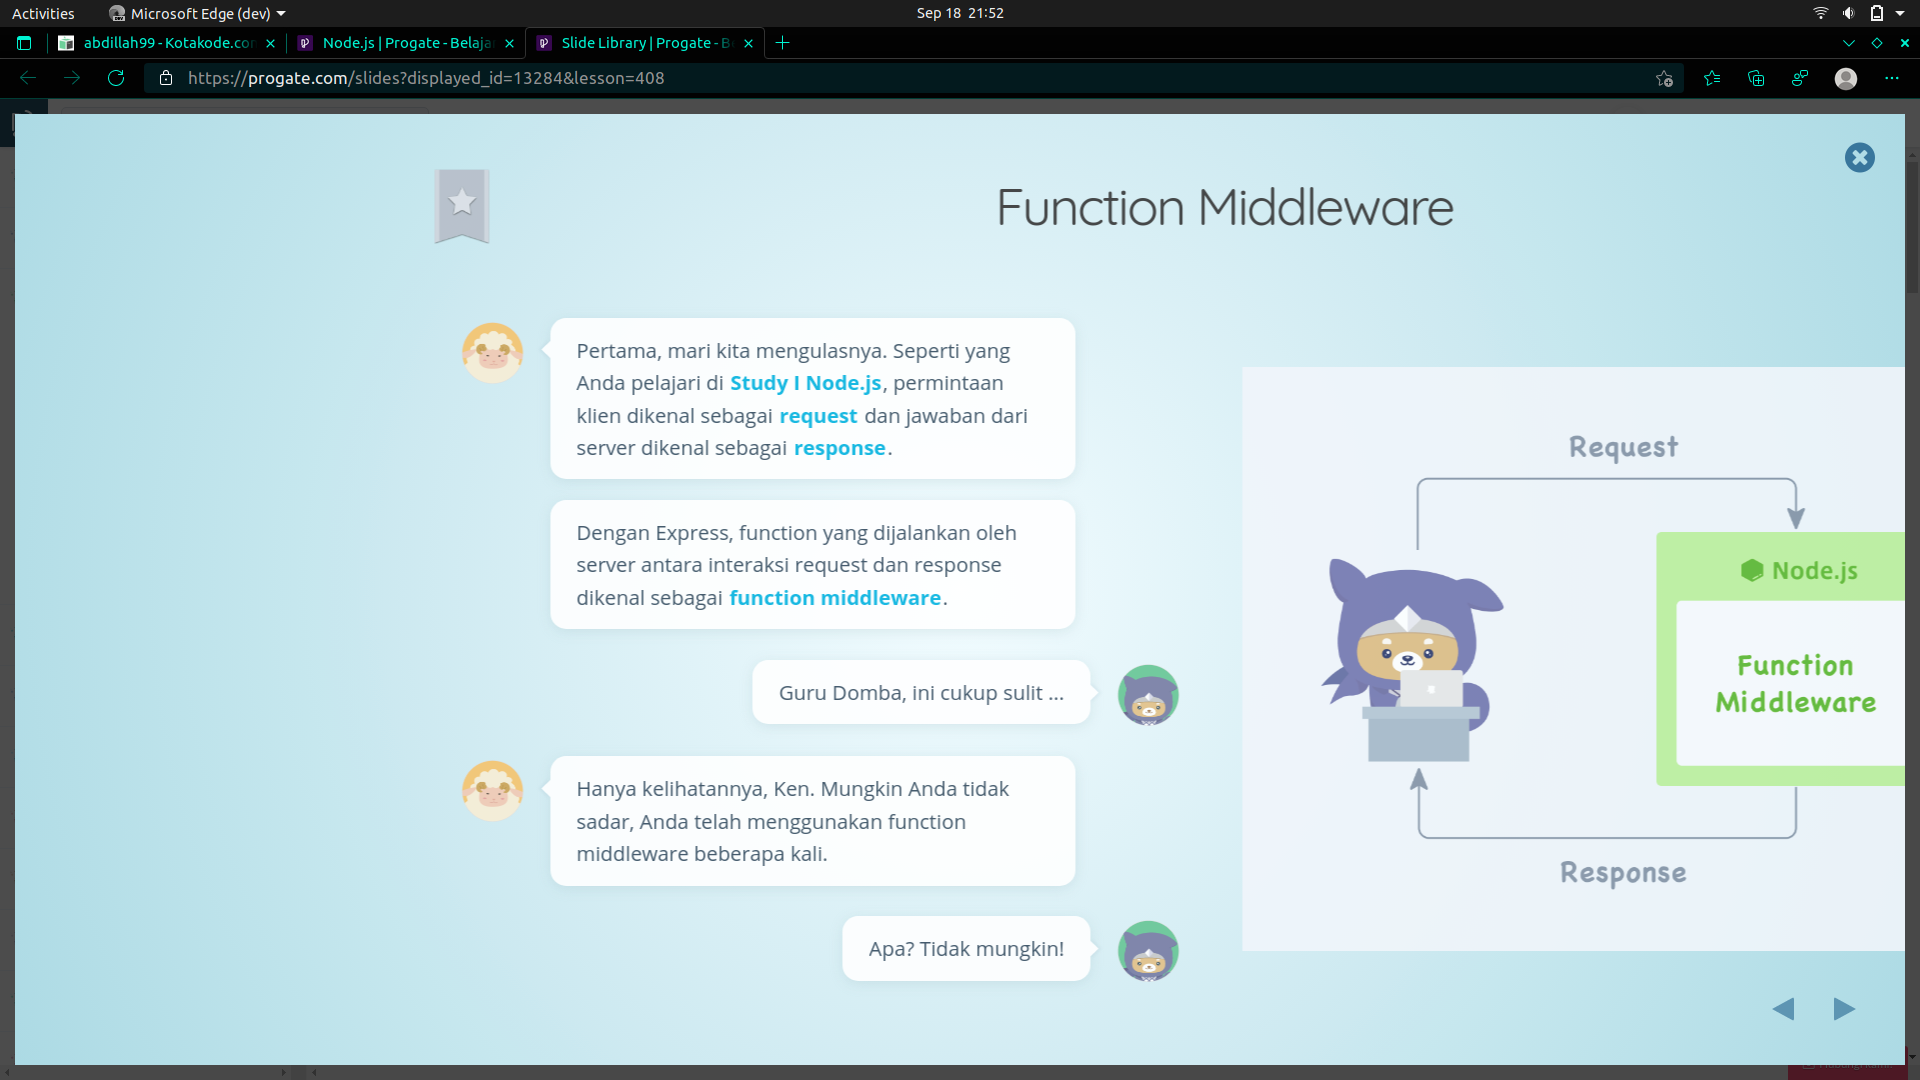 Activities
Microsoft Edge (dev)
Sep 18 21:52
abdillah99 - Kotakode.con
Node.js | Progate - Belaja
Slide Library | Progate - B
https://progate.com/slides?displayed_id=13284&lesson=408
Function Middleware
Pertama, mari kita mengulasnya. Seperti yang
Anda pelajari di Study I Node.js, permintaan
klien dikenal sebagai request dan jawaban dari
server dikenal sebagai response.
Dengan Express, function yang dijalankan oleh
server antara interaksi request dan response
dikenal sebagai function middleware.
Guru Domba, ini cukup sulit ...
Hanya kelihatannya, Ken. Mungkin Anda tidak
sadar, Anda telah menggunakan function
middleware beberapa kali.
Apa? Tidak mungkin!
Request
Node.js
Function
Middleware
Response